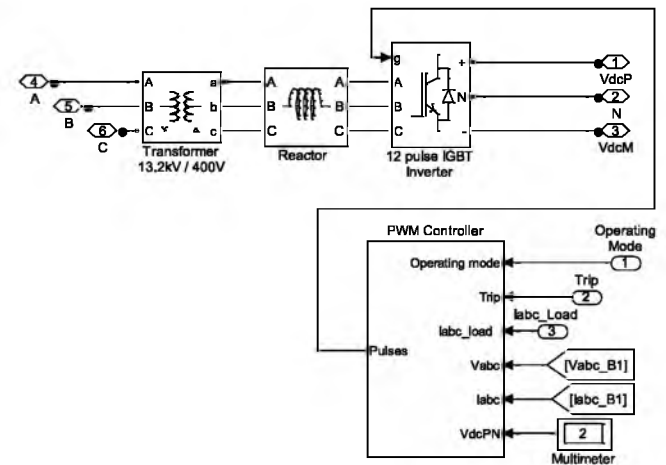 g
+
1
VdcP
4
A
A
a
A
A
A
N
2
N
5
B
B
b
B
B
B
6
C
C
c
C
C
C
-
3
VdcM
Transformer
13,2kV / 400V
Reactor
12 pulse IGBT
Inverter
PWM Controller
Operating
Mode
Operating mode
1
Trip
Trip
2
Iabc_Load
Iabc_load
3
Pulses
Vabc
[Vabc_B1]
Iabc
[Iabc_B1]
VdcPN
2
Multimeter